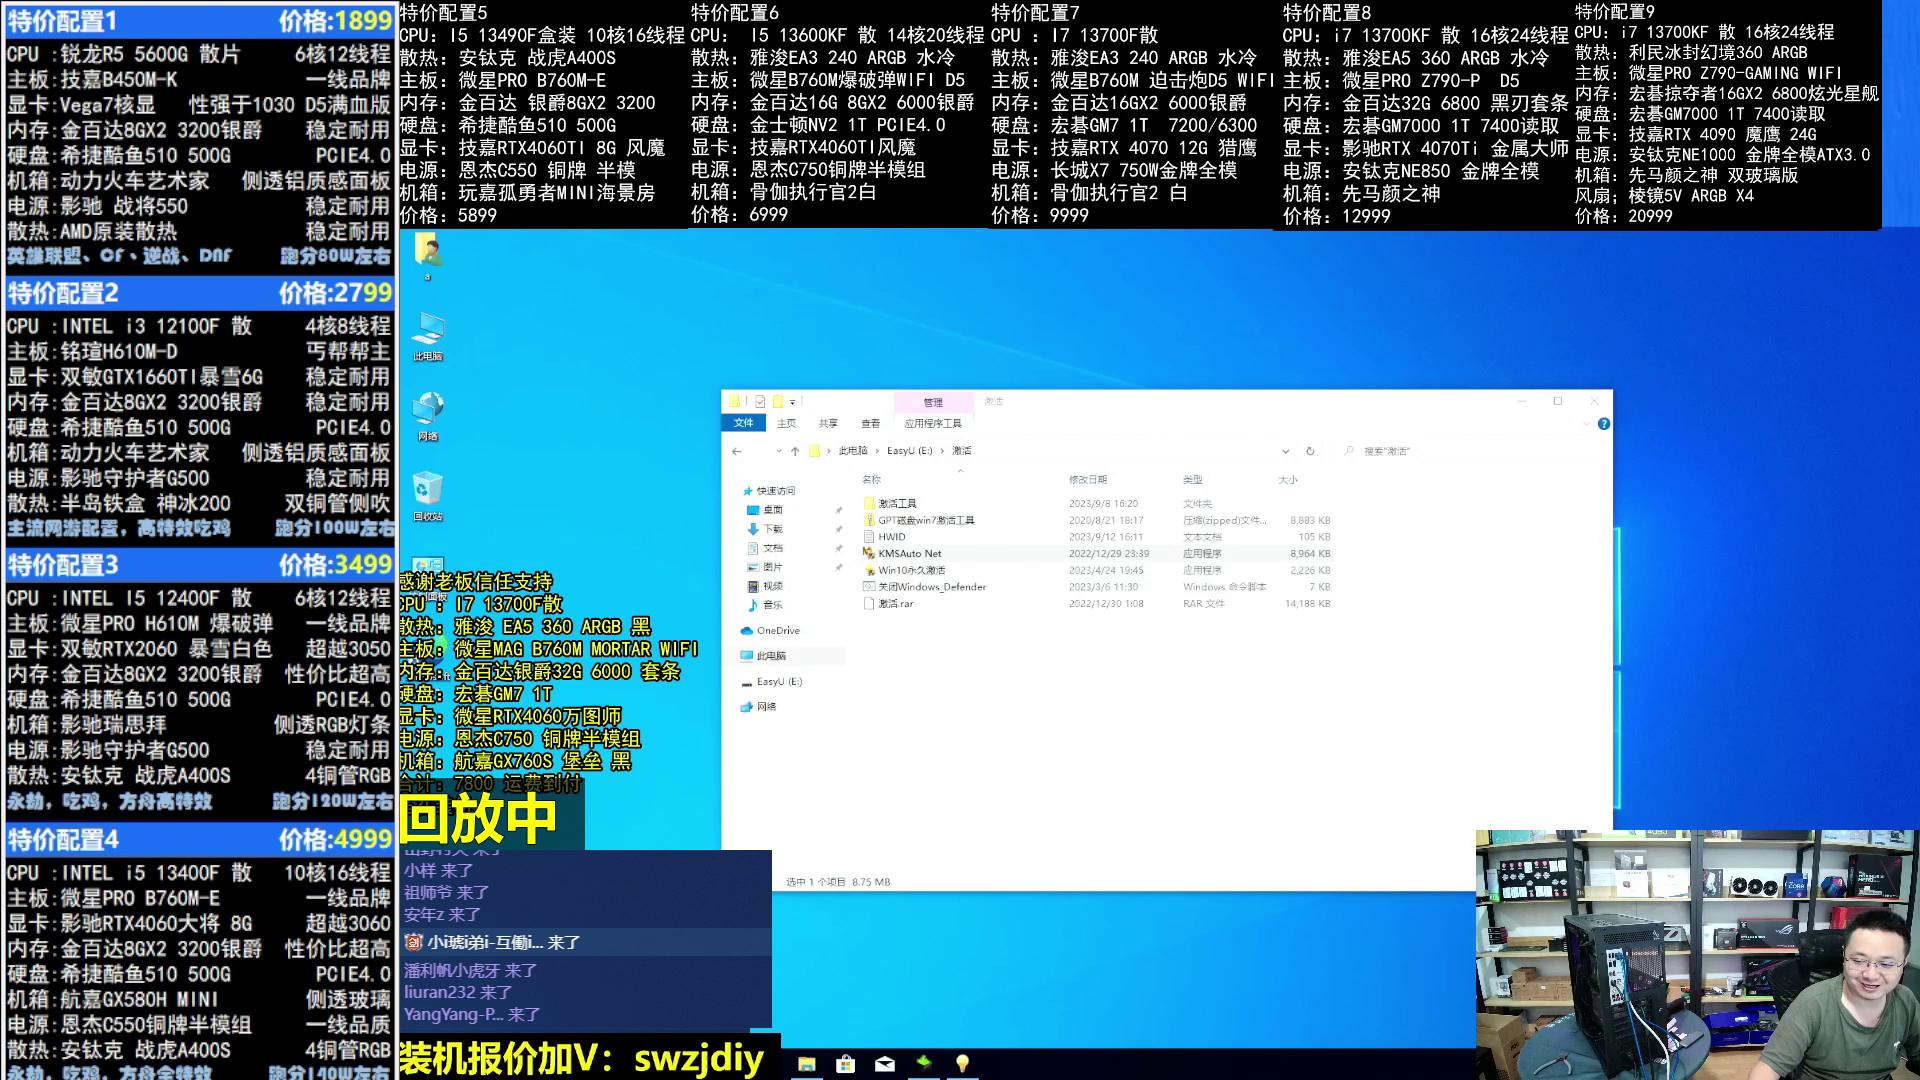 特价配置1 价格:1899
CPU :锐龙R5 5600G 散片 6核12线程
主板:技嘉B450M-K 一线品牌
显卡:Vega7核显 性强于1030 D5满血版
内存:金百达8GX2 3200银爵 稳定耐用
硬盘:希捷酷鱼510 500G PCIE4.0
机箱:动力火车艺术家 侧透铝质感面板
电源:影驰 战将550 稳定耐用
散热:AMD原装散热 稳定耐用
英雄联盟、CF、逆战、DNF 跑分80W左右
特价配置2 价格:2799
CPU :INTEL i3 12100F 散 4核8线程
主板:铭瑄H610M-D 丐帮帮主
显卡:双敏GTX1660TI暴雪6G 稳定耐用
内存:金百达8GX2 3200银爵 稳定耐用
硬盘:希捷酷鱼510 500G PCIE4.0
机箱:动力火车艺术家 侧透铝质感面板
电源:影驰守护者G500 稳定耐用
散热:半岛铁盒 神冰200 双铜管侧吹
主流网游配置，高特效吃鸡 跑分100W左右
特价配置3 价格:3499
CPU :INTEL I5 12400F 散 6核12线程
主板:微星PRO H610M 爆破弹 一线品牌
显卡:双敏RTX2060 暴雪白色 超越3050
内存:金百达8GX2 3200银爵 性价比超高
硬盘:希捷酷鱼510 500G PCIE4.0
机箱:影驰瑞思拜 侧透RGB灯条
电源:影驰守护者G500 稳定耐用
散热:安钛克 战虎A400S 4铜管RGB
永劫，吃鸡，方舟高特效 跑分120W左右
特价配置4 价格:4999
CPU :INTEL i5 13400F 散 10核16线程
主板:微星PRO B760M-E 一线品牌
显卡:影驰RTX4060大将 8G 超越3060
内存:金百达8GX2 3200银爵 性价比超高
硬盘:希捷酷鱼510 500G PCIE4.0
机箱:航嘉GX580H MINI 侧透玻璃
电源:恩杰C550铜牌半模组 一线品质
散热:安钛克 战虎A400S 4铜管RGB
永劫，吃鸡，方舟全特效 跑分140W左右
特价配置5
CPU: I5 13490F盒装 10核16线程
散热: 安钛克 战虎A400S
主板: 微星PRO B760M-E
内存: 金百达 银爵8GX2 3200
硬盘: 希捷酷鱼510 500G
显卡: 技嘉RTX4060TI 8G 风魔
电源: 恩杰C550 铜牌 半模
机箱: 玩嘉孤勇者MINI海景房
价格: 5899
特价配置6
CPU: I5 13600KF 散 14核20线程
散热: 雅浚EA3 240 ARGB 水冷
主板: 微星B760M爆破弹WIFI D5
内存: 金百达16G 8GX2 6000银爵
硬盘: 金士顿NV2 1T PCIE4.0
显卡: 技嘉RTX4060TI风魔
电源: 恩杰C750铜牌半模组
机箱: 骨伽执行官2白
价格: 6999
特价配置7
CPU : I7 13700F散
散热: 雅浚EA3 240 ARGB 水冷
主板: 微星B760M 迫击炮D5 WIFI
内存: 金百达16GX2 6000银爵
硬盘: 宏碁GM7 1T 7200/6300
显卡: 技嘉RTX 4070 12G 猎鹰
电源: 长城X7 750W金牌全模
机箱: 骨伽执行官2 白
价格: 9999
特价配置8
CPU: i7 13700KF 散 16核24线程
散热: 雅浚EA5 360 ARGB 水冷
主板: 微星PRO Z790-P D5
内存: 金百达32G 6800 黑刃套条
硬盘: 宏碁GM7000 1T 7400读取
显卡: 影驰RTX 4070Ti 金属大师
电源: 安钛克NE850 金牌全模
机箱: 先马颜之神
价格: 12999
特价配置9
CPU: i7 13700KF 散 16核24线程
散热: 利民冰封幻境360 ARGB
主板: 微星PRO Z790-GAMING WIFI
内存: 宏碁掠夺者16GX2 6800炫光星舰
硬盘: 宏碁GM7000 1T 7400读取
显卡: 技嘉RTX 4090 魔鹰 24G
电源: 安钛克NE1000 金牌全模ATX3.0
机箱: 先马颜之神 双玻璃版
风扇; 棱镜5V ARGB X4
价格: 20999
a
此电脑
网络
回收站
感谢老板信任支持
CPU : I7 13700F散
散热: 雅浚 EA5 360 ARGB 黑
主板: 微星MAG B760M MORTAR WIFI
内存: 金百达银爵32G 6000 套条
硬盘: 宏碁GM7 1T
显卡: 微星RTX4060万图师
电源: 恩杰C750 铜牌半模组
机箱: 航嘉GX760S 堡垒 黑
合计: 7800 运费到付
回放中
小样 来了
祖师爷 来了
安年z 来了
小i琥i弟i-互働i... 来了
潘利帆小虎牙 来了
liuran232 来了
YangYang-P... 来了
装机报价加V: swzjdiy
管理 激活
文件 主页 共享 查看 应用程序工具
此电脑 › EasyU (E:) › 激活 搜索"激活"
名称 修改日期 类型 大小
激活工具 2023/9/8 16:20 文件夹
GPT磁盘win7激活工具 2020/8/21 18:17 压缩(zipped)文件... 8,883 KB
HWID 2023/9/12 16:11 文本文档 105 KB
KMSAuto Net 2022/12/29 23:39 应用程序 8,964 KB
Win10永久激活 2023/4/24 19:45 应用程序 2,226 KB
关闭Windows_Defender 2023/3/6 11:30 Windows 命令脚本 7 KB
激活.rar 2022/12/30 1:08 RAR 文件 14,188 KB
快速访问
桌面
下载
文档
图片
视频
音乐
OneDrive
此电脑
EasyU (E:)
网络
选中 1 个项目 8.75 MB